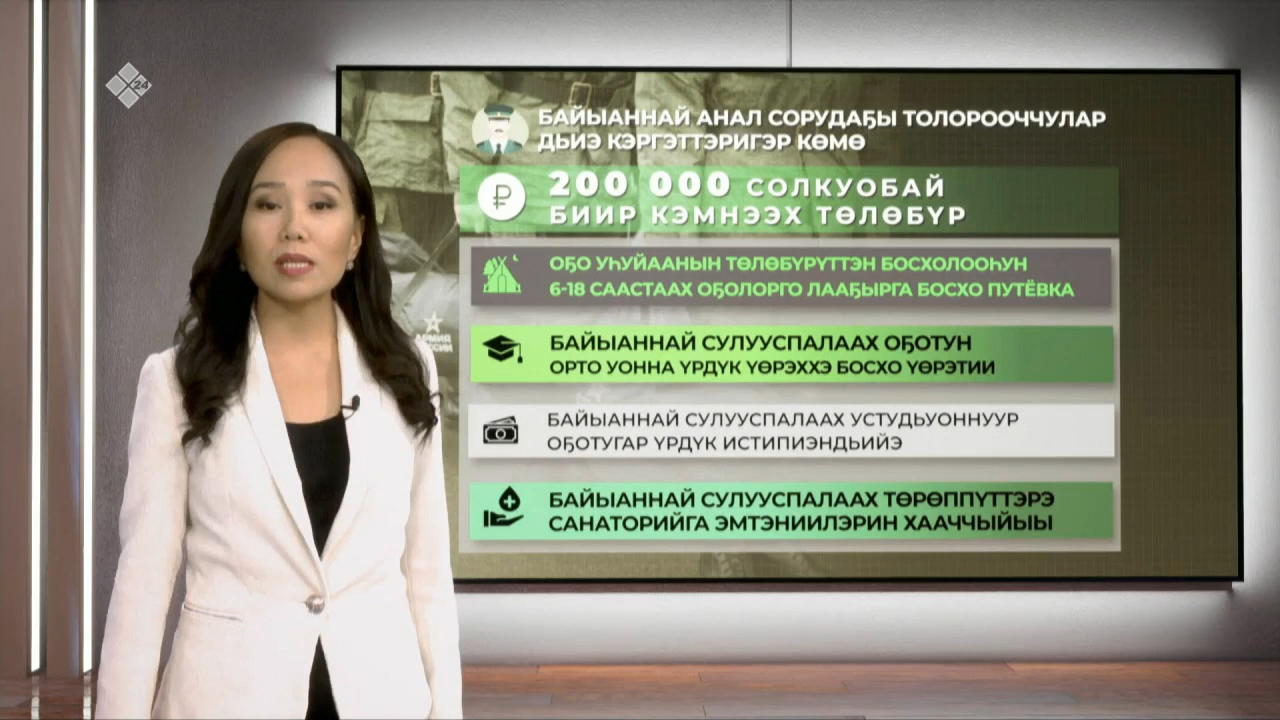 X24
БАЙЫАННАЙ АНАЛ СОРУДАҔЫ ТОЛОРООЧЧУЛАР
ДЬИЭ КЭРГЭТТЭРИГЭР КӨМӨ
200 000 СОЛКУОБАЙ
БИИР КЭМНЭЭХ ТӨЛӨБҮР
ОҔО УҺУЙААНЫН ТӨЛӨБҮРҮТТЭН БОСХОЛООҺУН
6-18 СААСТААХ ОҔОЛОРГО ЛААҔЫРГА БОСХО ПУТЁВКА
БАЙЫАННАЙ СУЛУУСПАЛААХ ОҔОТУН
ОРТО УОННА ҮРДҮК ҮӨРЭХХЭ БОСХО ҮӨРЭТИИ
БАЙЫАННАЙ СУЛУУСПАЛААХ УСТУДЬУОННУУР
ОҔОТУГАР ҮРДҮК ИСТИПИЭНДЬИЙЭ
БАЙЫАННАЙ СУЛУУСПАЛААХ ТӨРӨППҮТТЭРЭ
САНАТОРИЙГА ЭМТЭНИИЛЭРИН ХААЧЧЫЙЫЫ